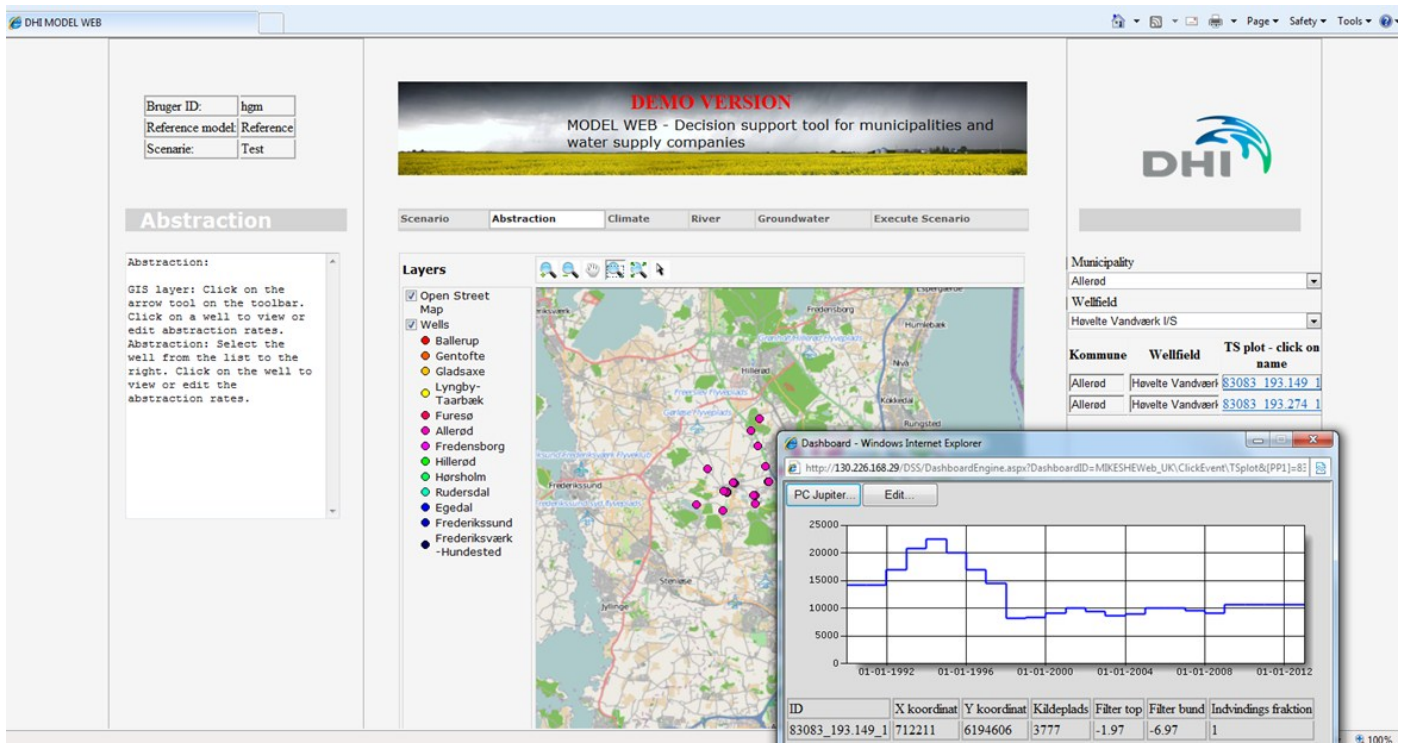 DHI MODEL WEB
Page
Safety
Tools
Bruger ID: hgm
Reference model: Reference
Scenarie: Test
DEMO VERSION
MODEL WEB - Decision support tool for municipalities and
water supply companies
DHI
Abstraction
Scenario Abstraction Climate River Groundwater Execute Scenario
Abstraction:
GIS layer: Click on the
arrow tool on the toolbar.
Click on a well to view or
edit abstraction rates.
Abstraction: Select the
well from the list to the
right. Click on the well to
view or edit the
abstraction rates.
Layers
Open Street
Map
Wells
Ballerup
Gentofte
Gladsaxe
Lyngby-
Taarbæk
Furesø
Allerød
Fredensborg
Hillerød
Hørsholm
Rudersdal
Egedal
Frederikssund
Frederiksværk
-Hundested
Fredensborg
Humlebæk
Hillerød
Nivå
Kokkedal
Rungsted
Frederikssund
Stenløse
Jyllinge
Municipality
Allerød
Wellfield
Høvelte Vandværk I/S
Kommune Wellfield TS plot - click on
name
Allerød Høvelte Vandværk 83083_193.149_1
Allerød Høvelte Vandværk 83083_193.274_1
Dashboard - Windows Internet Explorer
http://130.226.168.29/DSS/DashboardEngine.aspx?DashboardID=MIKESHEWeb_UK\ClickEvent\TSplot&[PP1]=83
PC Jupiter... Edit...
25000
20000
15000
10000
5000
0
01-01-1992 01-01-1996 01-01-2000 01-01-2004 01-01-2008 01-01-2012
ID X koordinat Y koordinat Kildeplads Filter top Filter bund Indvindings fraktion
83083_193.149_1 712211 6194606 3777 -1.97 -6.97 1
100%